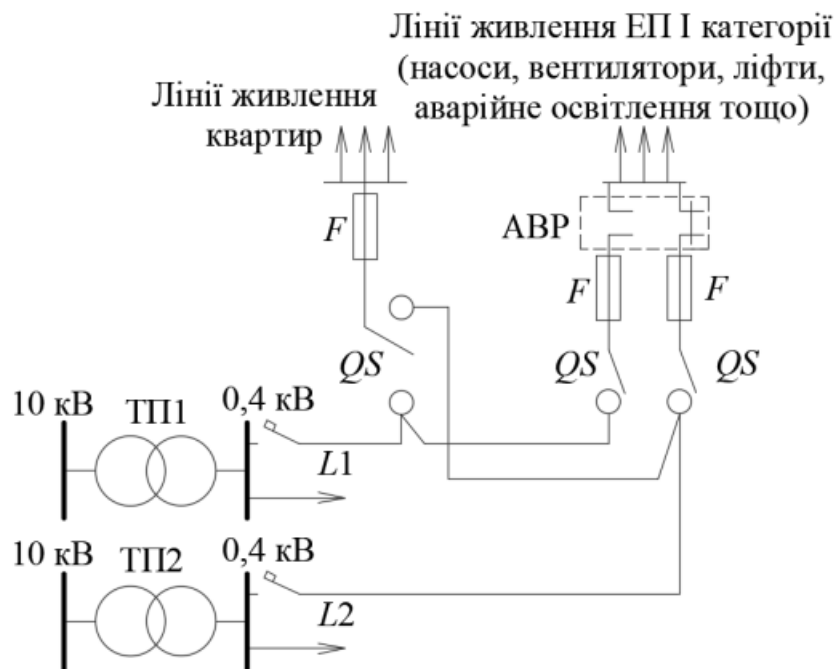 Лінії живлення ЕП І категорії
(насоси, вентилятори, ліфти,
аварійне освітлення тощо)
Лінії живлення
квартир
F
АВР
F
F
QS
QS
QS
10 кВ
ТП1
0,4 кВ
L1
10 кВ
ТП2
0,4 кВ
L2